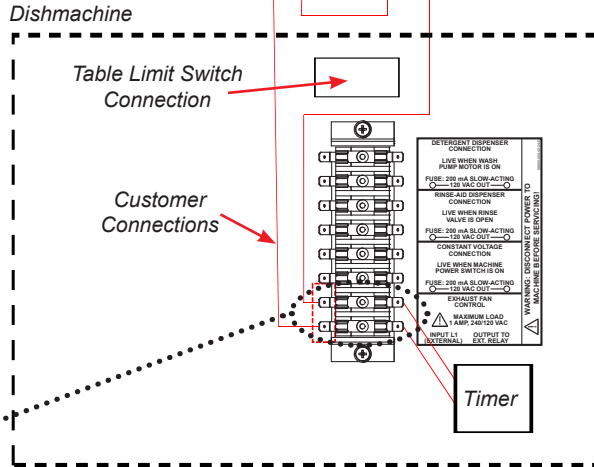 Dishmachine
Table Limit Switch
Connection
Customer
Connections
DETERGENT DISPENSER
CONNECTION
LIVE WHEN WASH
PUMP MOTOR IS ON
FUSE: 200 mA SLOW-ACTING
120 VAC OUT
RINSE-AID DISPENSER
CONNECTION
LIVE WHEN RINSE
VALVE IS OPEN
FUSE: 200 mA SLOW-ACTING
120 VAC OUT
CONSTANT VOLTAGE
CONNECTION
LIVE WHEN MACHINE
POWER SWITCH IS ON
FUSE: 200 mA SLOW-ACTING
120 VAC OUT
EXHAUST FAN
CONTROL
MAXIMUM LOAD
1 AMP, 240/120 VAC
INPUT L1 OUTPUT TO
(EXTERNAL) EXT. RELAY
WARNING: DISCONNECT POWER TO
MACHINE BEFORE SERVICING!
Timer